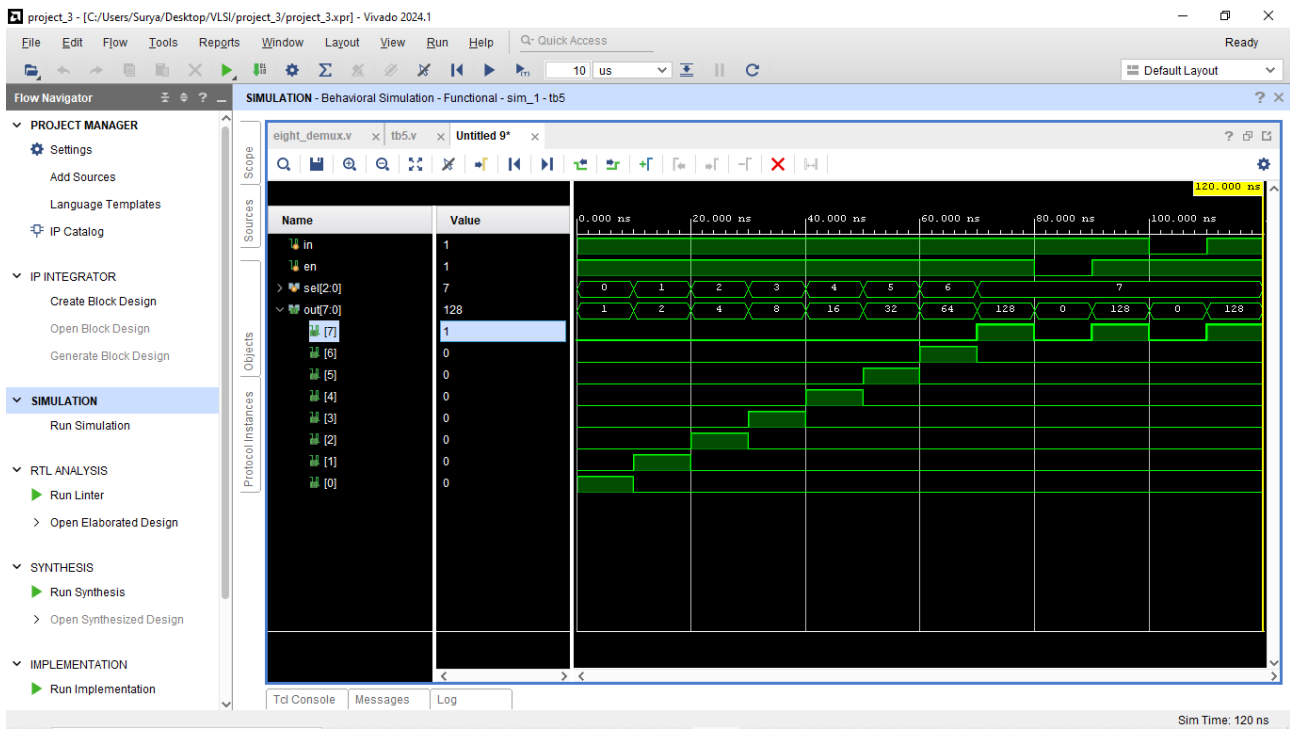 project_3 - [C:/Users/Surya/Desktop/VLSI/project_3/project_3.xpr] - Vivado 2024.1
File Edit Flow Tools Reports Window Layout View Run Help Q- Quick Access Ready
10 us Default Layout
Flow Navigator ? SIMULATION - Behavioral Simulation - Functional - sim_1 - tb5 ?
PROJECT MANAGER
Settings
Add Sources
Language Templates
IP Catalog
IP INTEGRATOR
Create Block Design
Open Block Design
Generate Block Design
SIMULATION
Run Simulation
RTL ANALYSIS
Run Linter
Open Elaborated Design
SYNTHESIS
Run Synthesis
Open Synthesized Design
IMPLEMENTATION
Run Implementation
Scope
Sources
Objects
Protocol Instances
eight_demux.v tb5.v Untitled 9* ?
120.000 ns
Name Value 0.000 ns 20.000 ns 40.000 ns 60.000 ns 80.000 ns 100.000 ns
in 1
en 1
sel[2:0] 7 0 1 2 3 4 5 6 7
out[7:0] 128 1 2 4 8 16 32 64 128 0 128 0 128
[7] 1
[6] 0
[5] 0
[4] 0
[3] 0
[2] 0
[1] 0
[0] 0
Tcl Console Messages Log
Sim Time: 120 ns